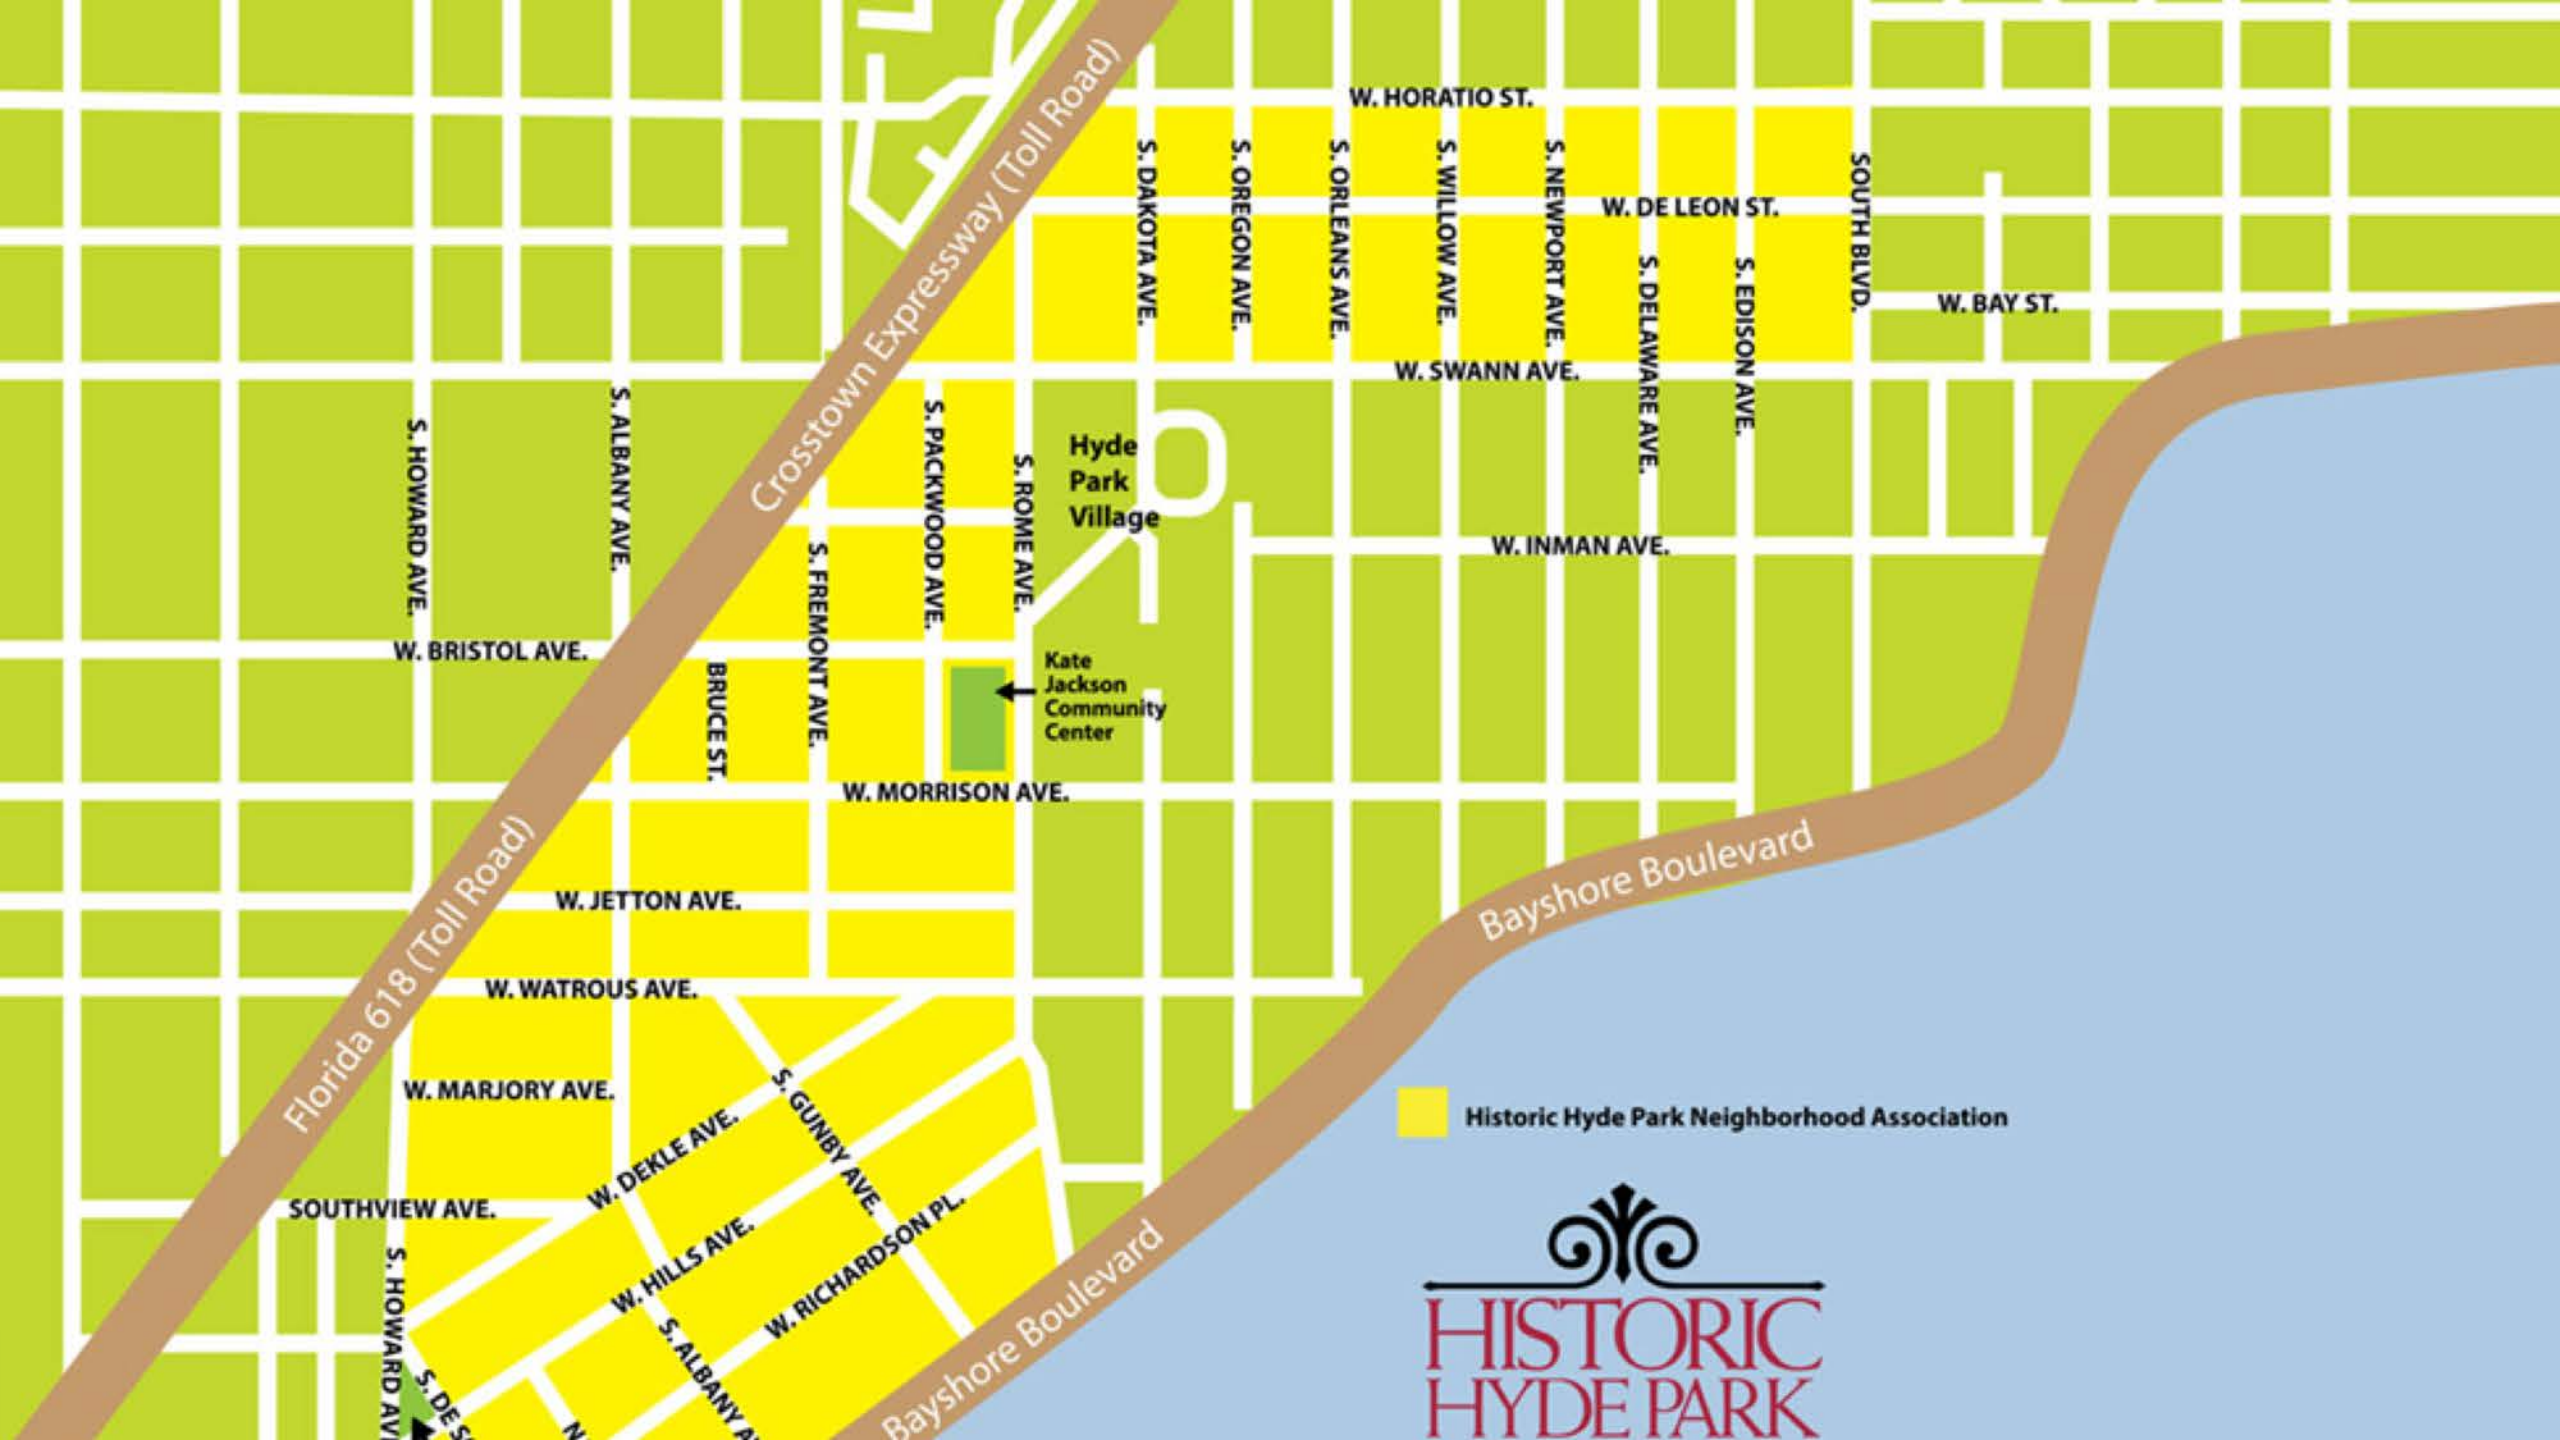 W. HORATIO ST.
Crosstown Expressway (Toll Road)
S. DAKOTA AVE.
S. OREGON AVE.
S. ORLEANS AVE.
S. WILLOW AVE.
S. NEWPORT AVE.
W. DE LEON ST.
SOUTH BLVD.
S. DELAWARE AVE.
S. EDISON AVE.
W. BAY ST.
W. SWANN AVE.
S. HOWARD AVE.
S. ALBANY AVE.
S. PACKWOOD AVE.
S. ROME AVE.
Hyde
Park
Village
S. FREMONT AVE.
W. INMAN AVE.
W. BRISTOL AVE.
BRUCE ST.
Kate
Jackson
Community
Center
W. MORRISON AVE.
Florida 618 (Toll Road)
Bayshore Boulevard
W. JETTON AVE.
W. WATROUS AVE.
W. MARJORY AVE.
S. GUNBY AVE.
W. DEKLE AVE.
Historic Hyde Park Neighborhood Association
SOUTHVIEW AVE.
W. HILLS AVE.
W. RICHARDSON PL.
S. HOWARD AV
S. ALBANY A
Bayshore Boulevard
S. DE S
N
HISTORIC
HYDE PARK